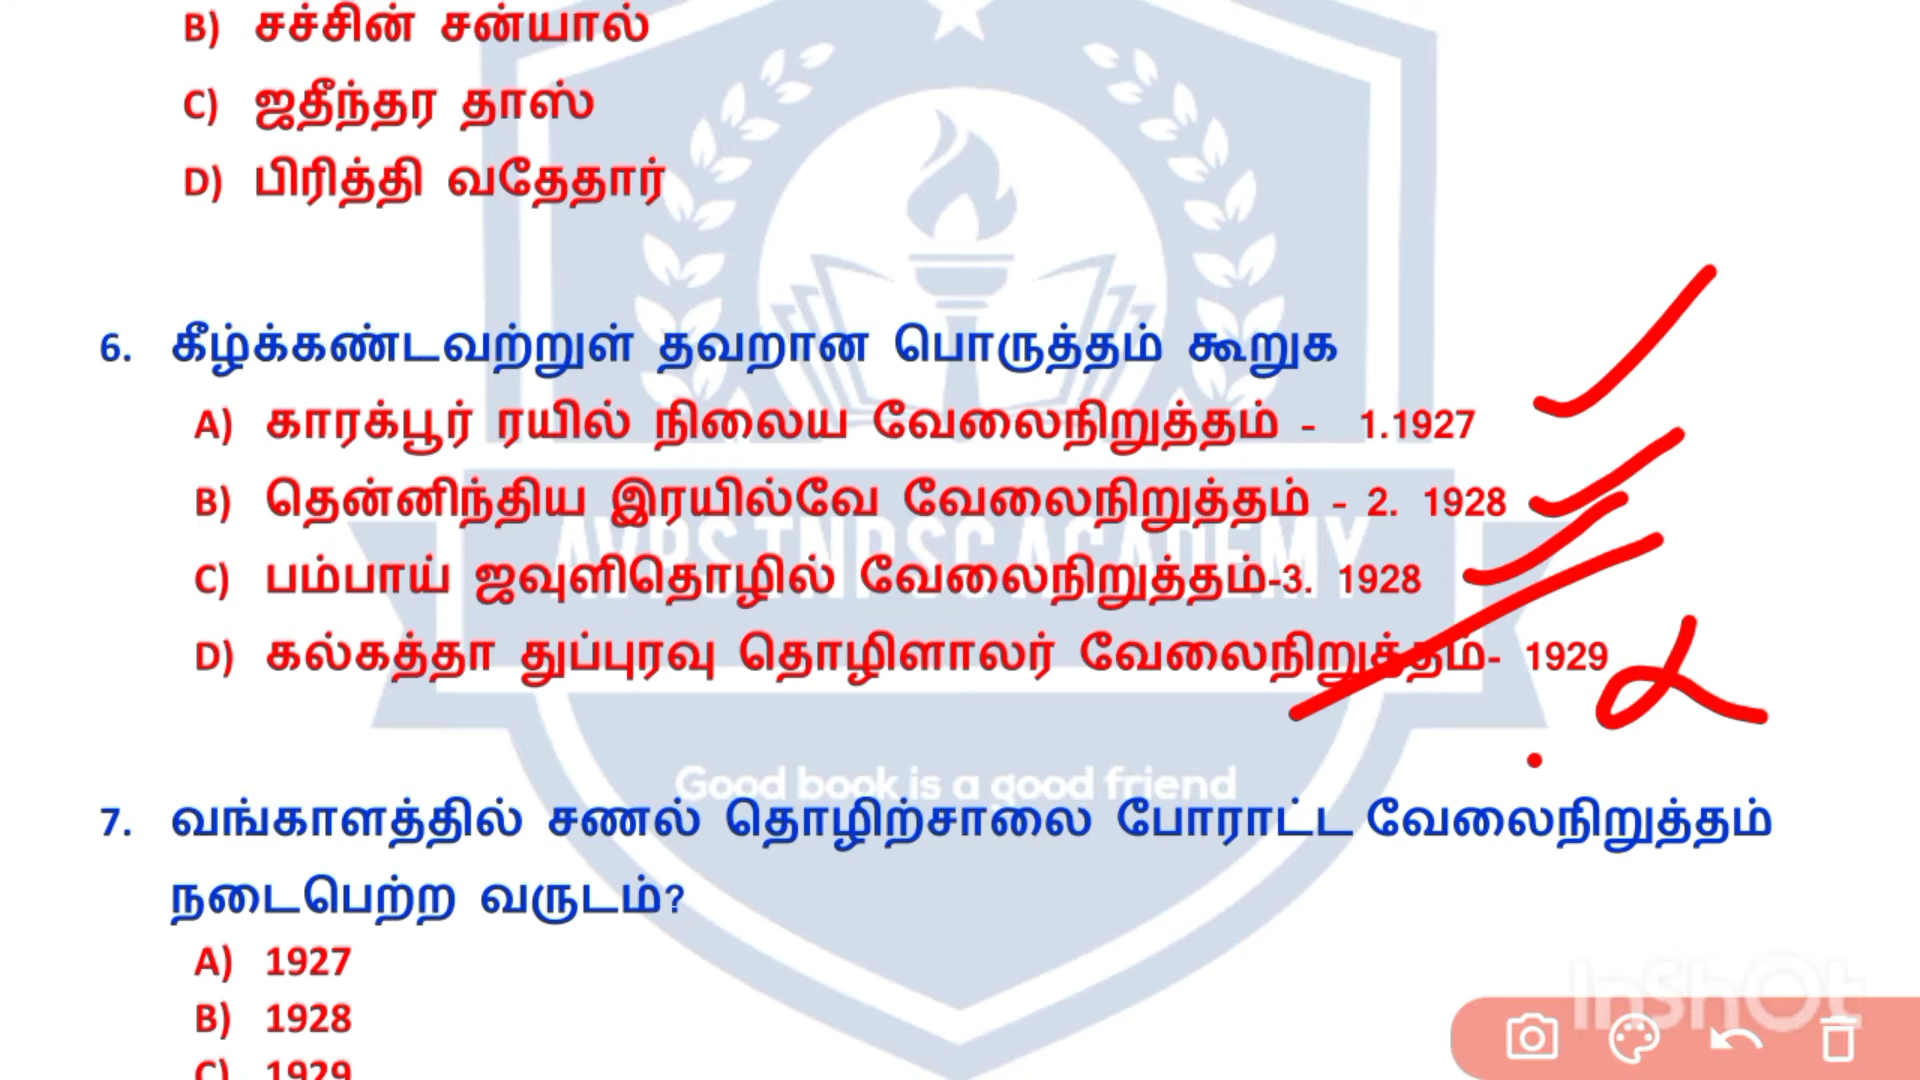 B) சச்சின் சன்யால்
C) ஜதீந்தர தாஸ்
D) பிரித்தி வதேதார்
6. கீழ்க்கண்டவற்றுள் தவறான பொருத்தம் கூறுக
A) காரக்பூர் ரயில் நிலைய வேலைநிறுத்தம் - 1.1927
B) தென்னிந்திய இரயில்வே வேலைநிறுத்தம் - 2. 1928
C) பம்பாய் ஜவுளிதொழில் வேலைநிறுத்தம்-3. 1928
D) கல்கத்தா துப்புரவு தொழிளாலர் வேலைநிறுத்தம்- 1929
AVBS TNPSC ACADEMY
Good book is a good friend
7. வங்காளத்தில் சணல் தொழிற்சாலை போராட்ட வேலைநிறுத்தம்
நடைபெற்ற வருடம்?
A) 1927
B) 1928
C) 1929
InShOt